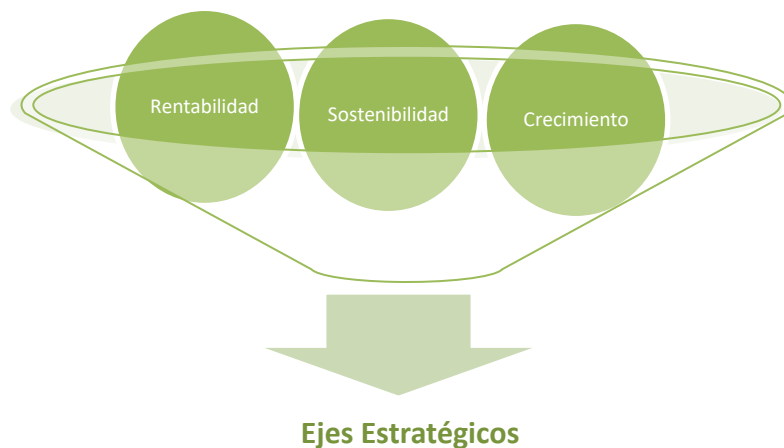 Rentabilidad
Sostenibilidad
Crecimiento
Ejes Estratégicos